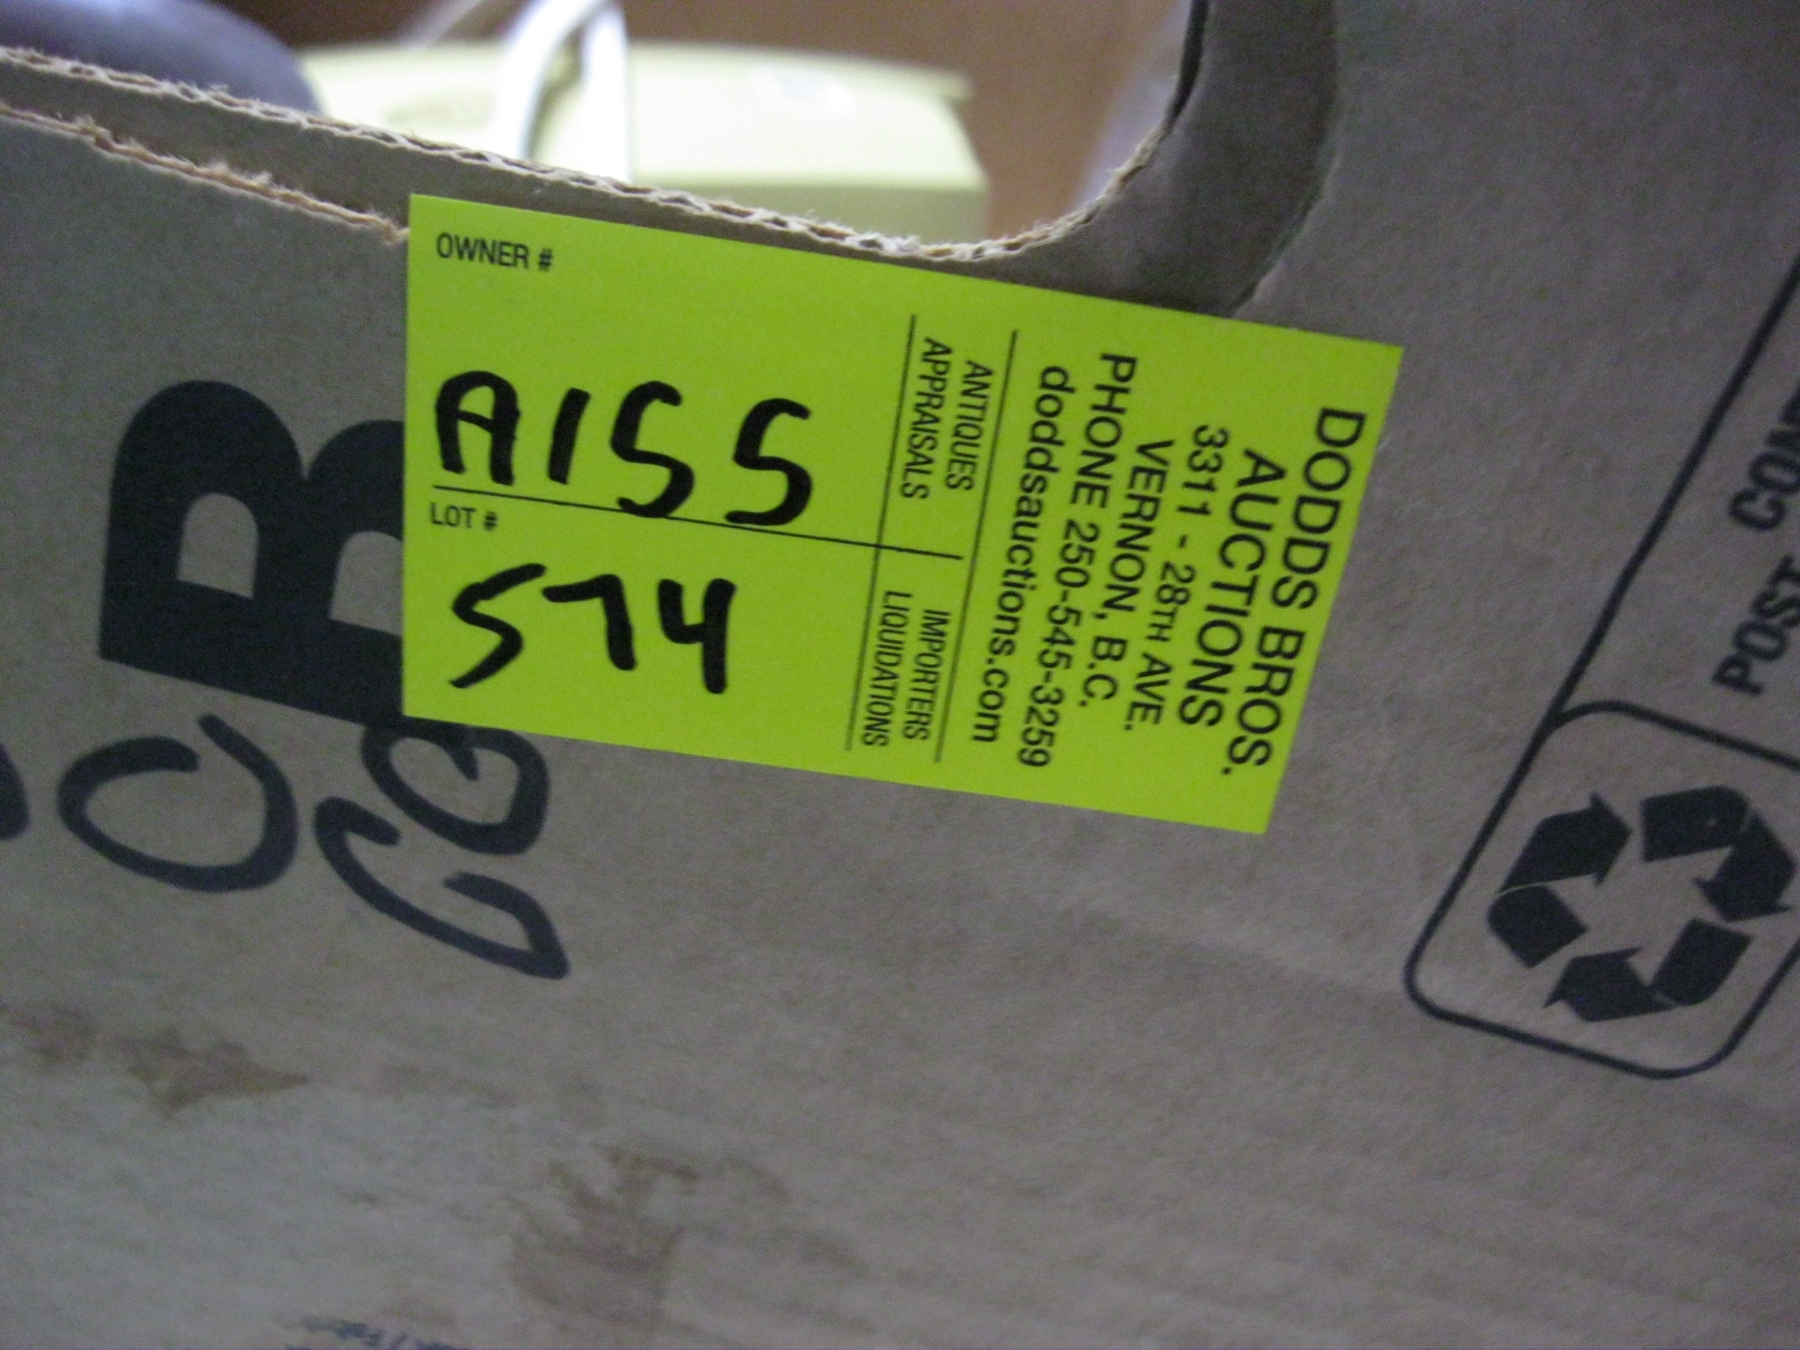 OWNER #
A155
LOT #
574
ANTIQUES
APPRAISALS
IMPORTERS
LIQUIDATIONS
DODDS BROS.
AUCTIONS
3311 - 28TH AVE.
VERNON, B.C.
PHONE 250-545-3259
doddsauctions.com
POST